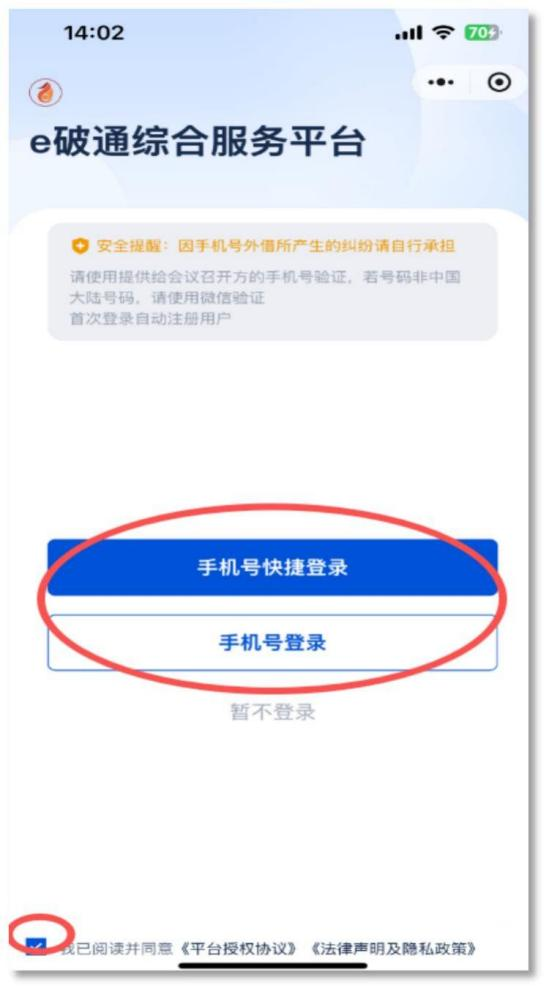 14:02
70
e破通综合服务平台
安全提醒：因手机号外借所产生的纠纷请自行承担
请使用提供给会议召开方的手机号验证，若号码非中国
大陆号码，请使用微信验证
首次登录自动注册用户
手机号快捷登录
手机号登录
暂不登录
我已阅读并同意《平台授权协议》《法律声明及隐私政策》